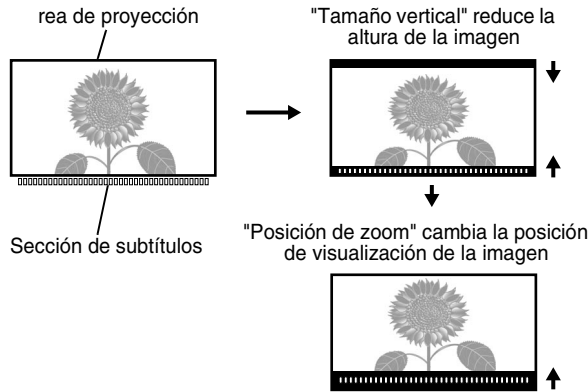 rea de proyección
"Tamaño vertical" reduce la
altura de la imagen
Sección de subtítulos
"Posición de zoom" cambia la posición
de visualización de la imagen